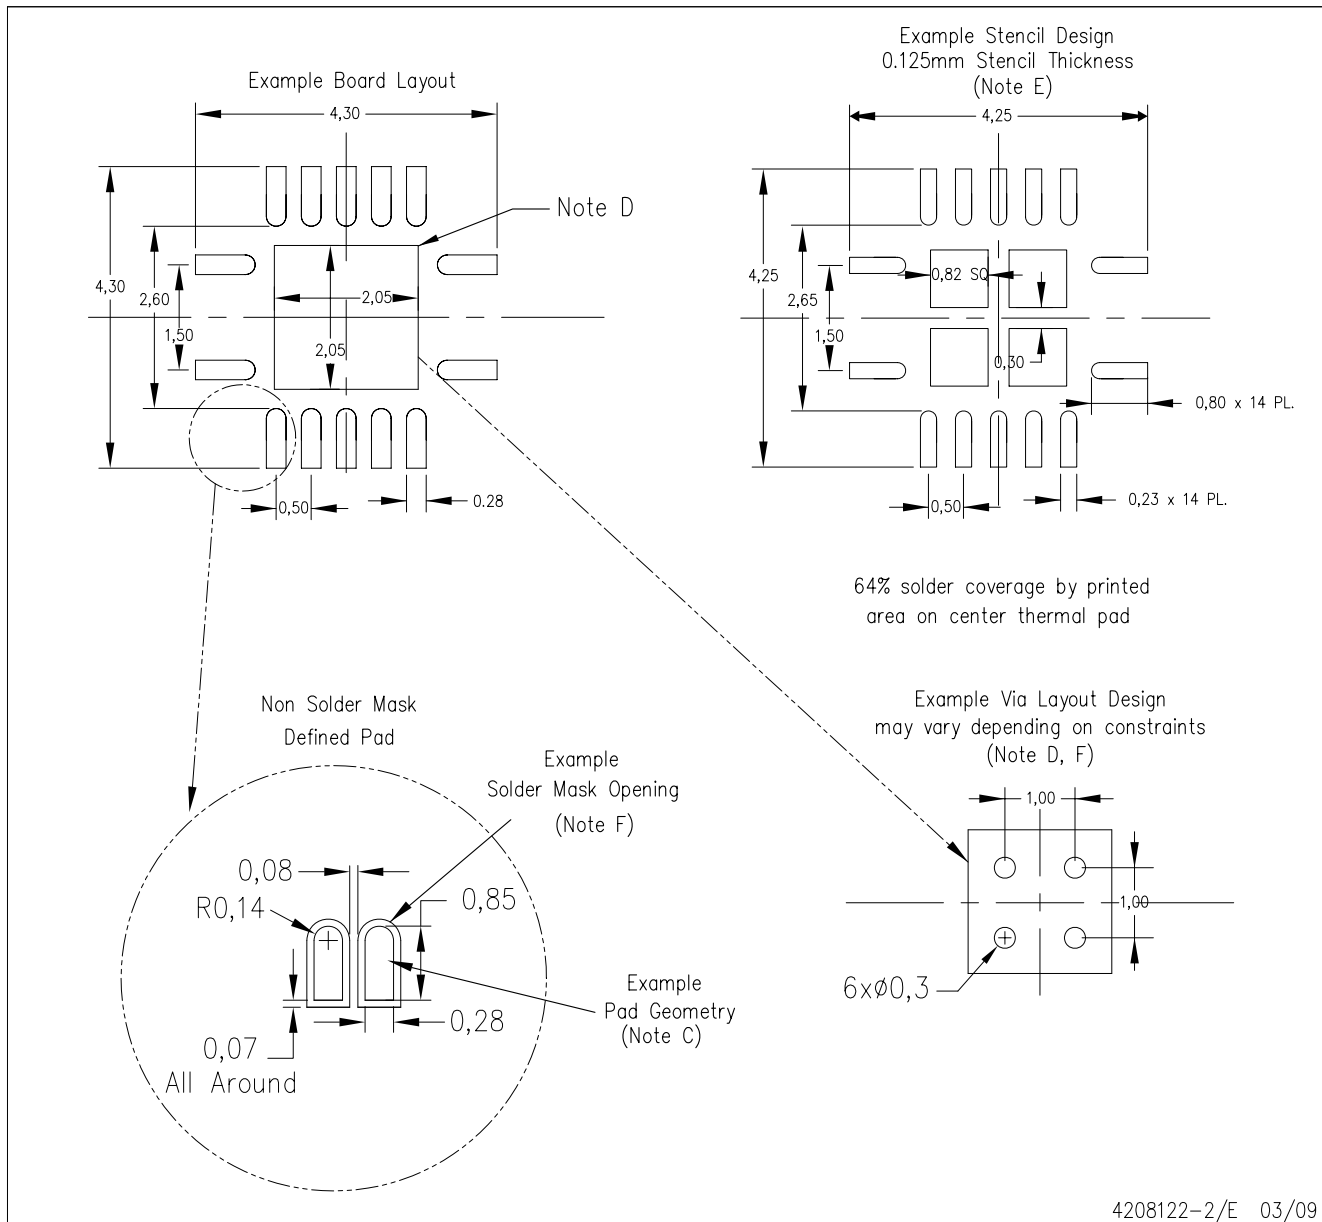 Example Board Layout
4,30
Note D
4,30
2,60
1,50
2,05
2,05
0,50
0.28
Example Stencil Design
0.125mm Stencil Thickness
(Note E)
4,25
4,25
2,65
1,50
0,82 SQ
0,30
0,80 x 14 PL.
0,50
0,23 x 14 PL.
64% solder coverage by printed
area on center thermal pad
Non Solder Mask
Defined Pad
Example
Solder Mask Opening
(Note F)
0,08
R0,14
0,85
0,28
0,07
All Around
Example
Pad Geometry
(Note C)
Example Via Layout Design
may vary depending on constraints
(Note D, F)
1,00
1,00
6xø0,3
4208122-2/E 03/09